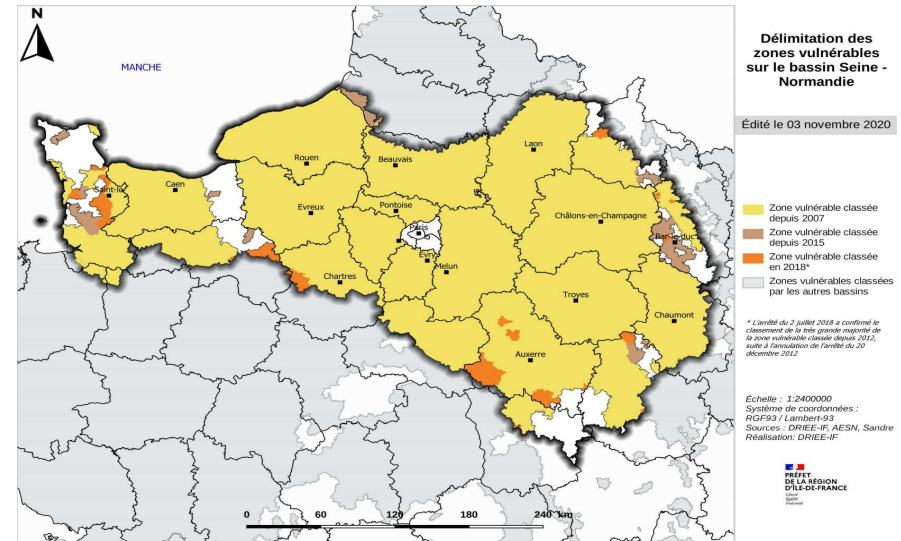 N
MANCHE
Délimitation des
zones vulnérables
sur le bassin Seine -
Normandie
Édité le 03 novembre 2020
Laon
Rouen
Beauvais
Caen
Saint-lo
Evreux
Pontoise
Paris
Châlons-en-Champagne
Bar-le-duc
Evry
Melun
Chartres
Troyes
Chaumont
Auxerre
Zone vulnérable classée
depuis 2007
Zone vulnérable classée
depuis 2015
Zone vulnérable classée
en 2018*
Zones vulnérables classées
par les autres bassins
* L'arrêté du 2 juillet 2018 a confirmé le
classement de la très grande majorité de
la zone vulnérable classée depuis 2012,
suite à l'annulation de l'arrêté du 20
décembre 2012
Échelle : 1:2400000
Système de coordonnées :
RGF93 / Lambert-93
Sources : DRIEE-IF, AESN, Sandre
Réalisation: DRIEE-IF
PRÉFET
DE LA RÉGION
D'ÎLE-DE-FRANCE
Liberté
Égalité
Fraternité
0 60 120 180 240 km